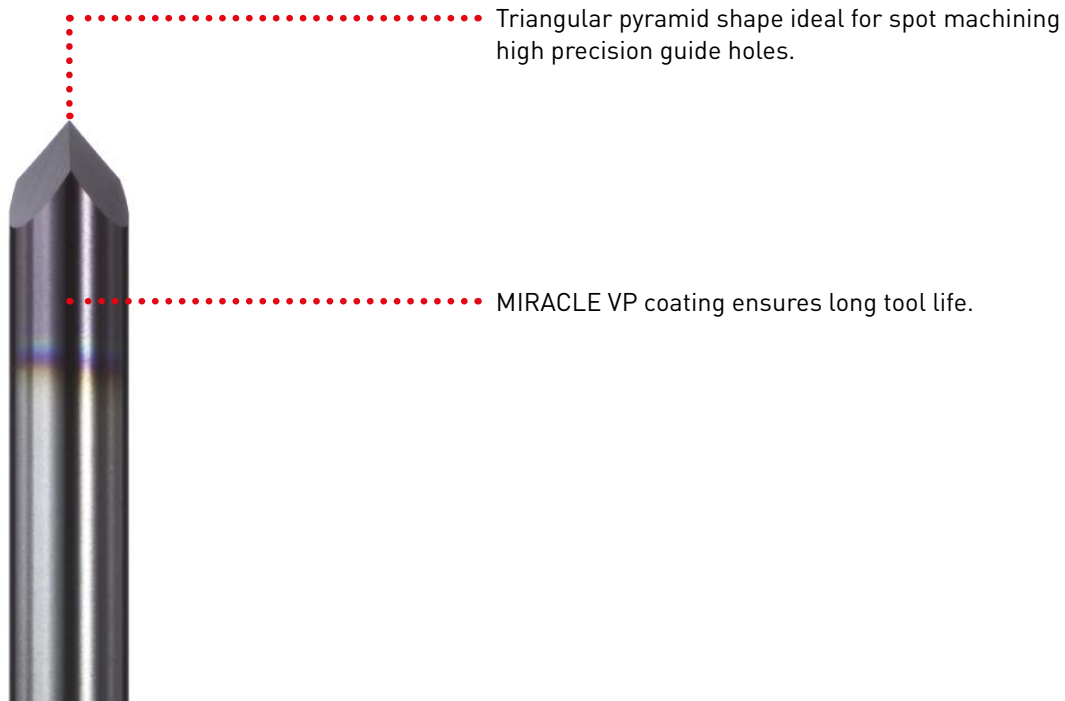 Triangular pyramid shape ideal for spot machining
high precision guide holes.
MIRACLE VP coating ensures long tool life.